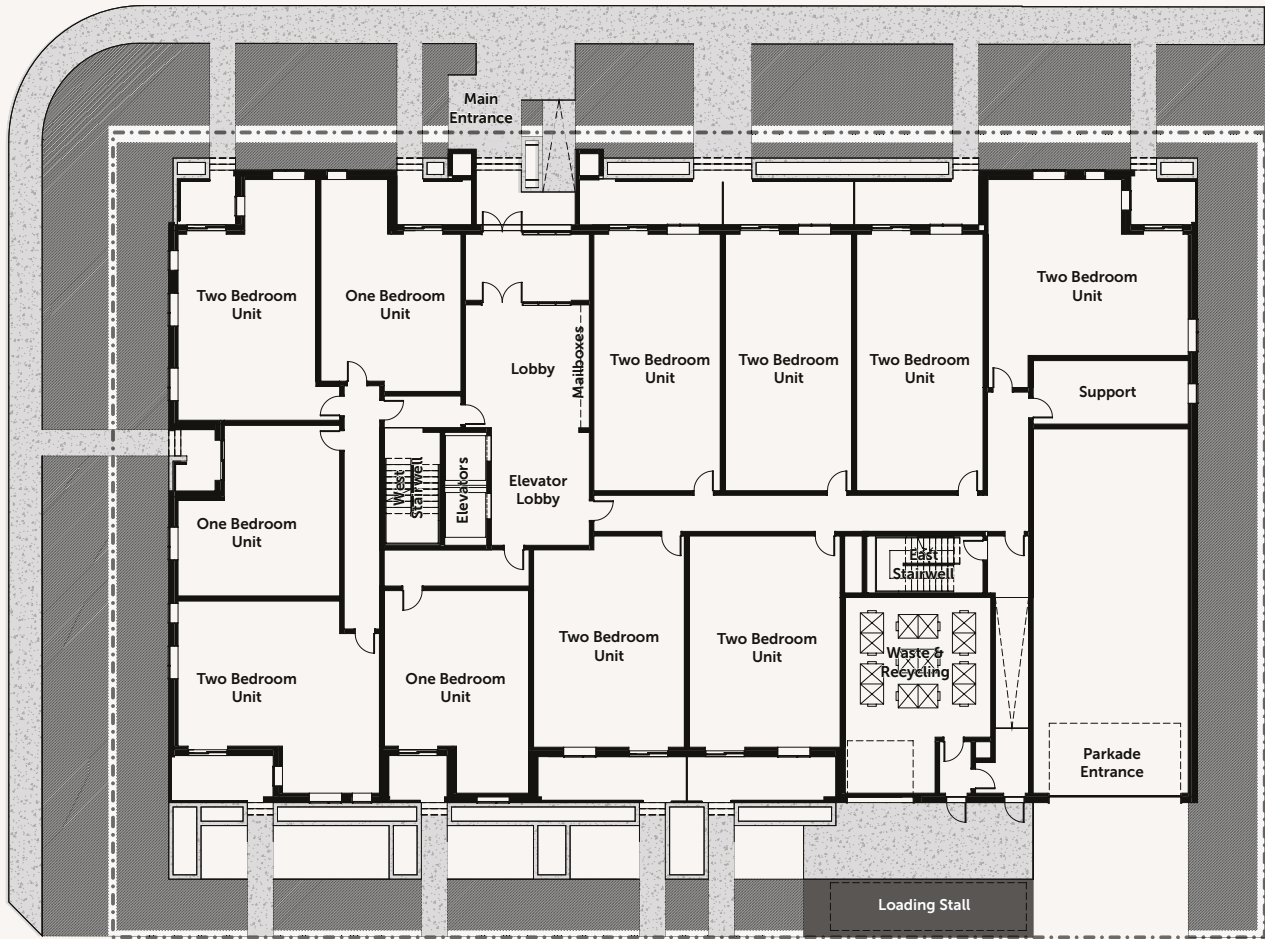 Main
Entrance
Two Bedroom
Unit
One Bedroom
Unit
Lobby
Mailboxes
Two Bedroom
Unit
Two Bedroom
Unit
Two Bedroom
Unit
Two Bedroom
Unit
Support
West
Stairwell
Elevators
Elevator
Lobby
One Bedroom
Unit
East
Stairwell
Two Bedroom
Unit
One Bedroom
Unit
Two Bedroom
Unit
Two Bedroom
Unit
Waste &
Recycling
Parkade
Entrance
Loading Stall